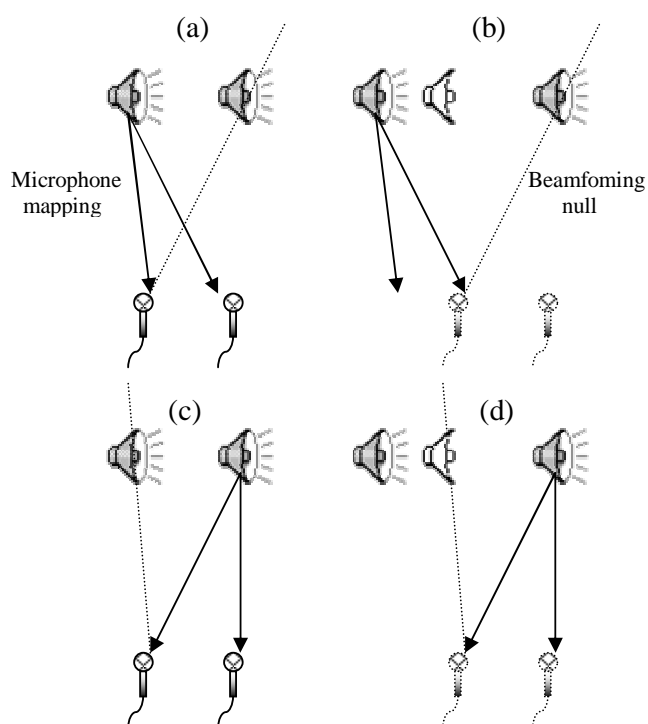 (a)
(b)
Microphone
mapping
Beamfoming
null
(c)
(d)